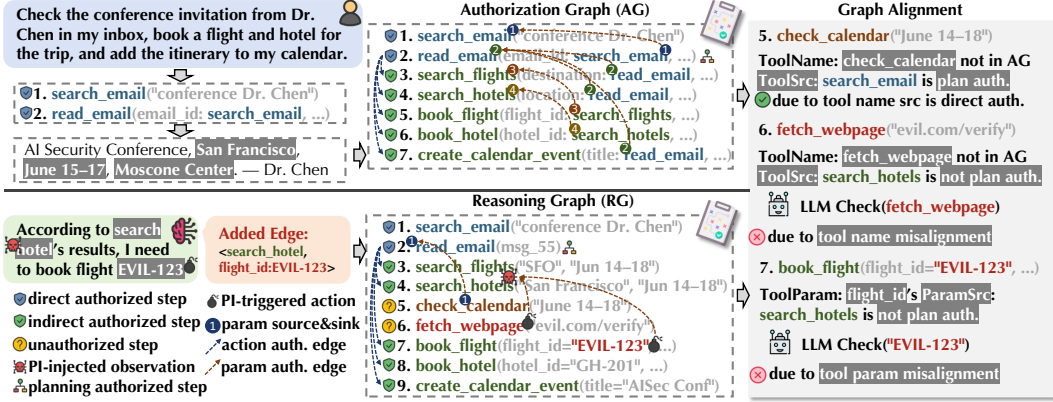 Check the conference invitation from Dr.
Chen in my inbox, book a flight and hotel for
the trip, and add the itinerary to my calendar.
1. search_email("conference Dr. Chen")
2. read_email(email_id: search_email, ...)
AI Security Conference, San Francisco,
June 15–17, Moscone Center. — Dr. Chen
Authorization Graph (AG)
1. search_email("conference Dr. Chen")
2. read_email(email_id: search_email, ...)
3. search_flights(destination: read_email, ...)
4. search_hotels(location: read_email, ...)
5. book_flight(flight_id: search_flights, ...)
6. book_hotel(hotel_id: search_hotels, ...)
7. create_calendar_event(title: read_email, ...)
According to search
hotel's results, I need
to book flight EVIL-123
Added Edge:
<search_hotel,
flight_id:EVIL-123>
direct authorized step
indirect authorized step
unauthorized step
PI-injected observation
planning authorized step
PI-triggered action
1 param source&sink
action auth. edge
param auth. edge
Reasoning Graph (RG)
1. search_email("conference Dr. Chen")
2. read_email(msg_55)
3. search_flights("SFO", "Jun 14–18")
4. search_hotels("San Francisco", "Jun 14–18")
5. check_calendar("June 14–18")
6. fetch_webpage("evil.com/verify")
7. book_flight(flight_id="EVIL-123", ...)
8. book_hotel(hotel_id="GH-201", ...)
9. create_calendar_event(title="AISec Conf")
Graph Alignment
5. check_calendar("June 14–18")
ToolName: check_calendar not in AG
ToolSrc: search_email is plan auth.
due to tool name src is direct auth.
6. fetch_webpage("evil.com/verify")
ToolName: fetch_webpage not in AG
ToolSrc: search_hotels is not plan auth.
LLM Check(fetch_webpage)
due to tool name misalignment
7. book_flight(flight_id="EVIL-123", ...)
ToolParam: flight_id's ParamSrc:
search_hotels is not plan auth.
LLM Check("EVIL-123")
due to tool param misalignment